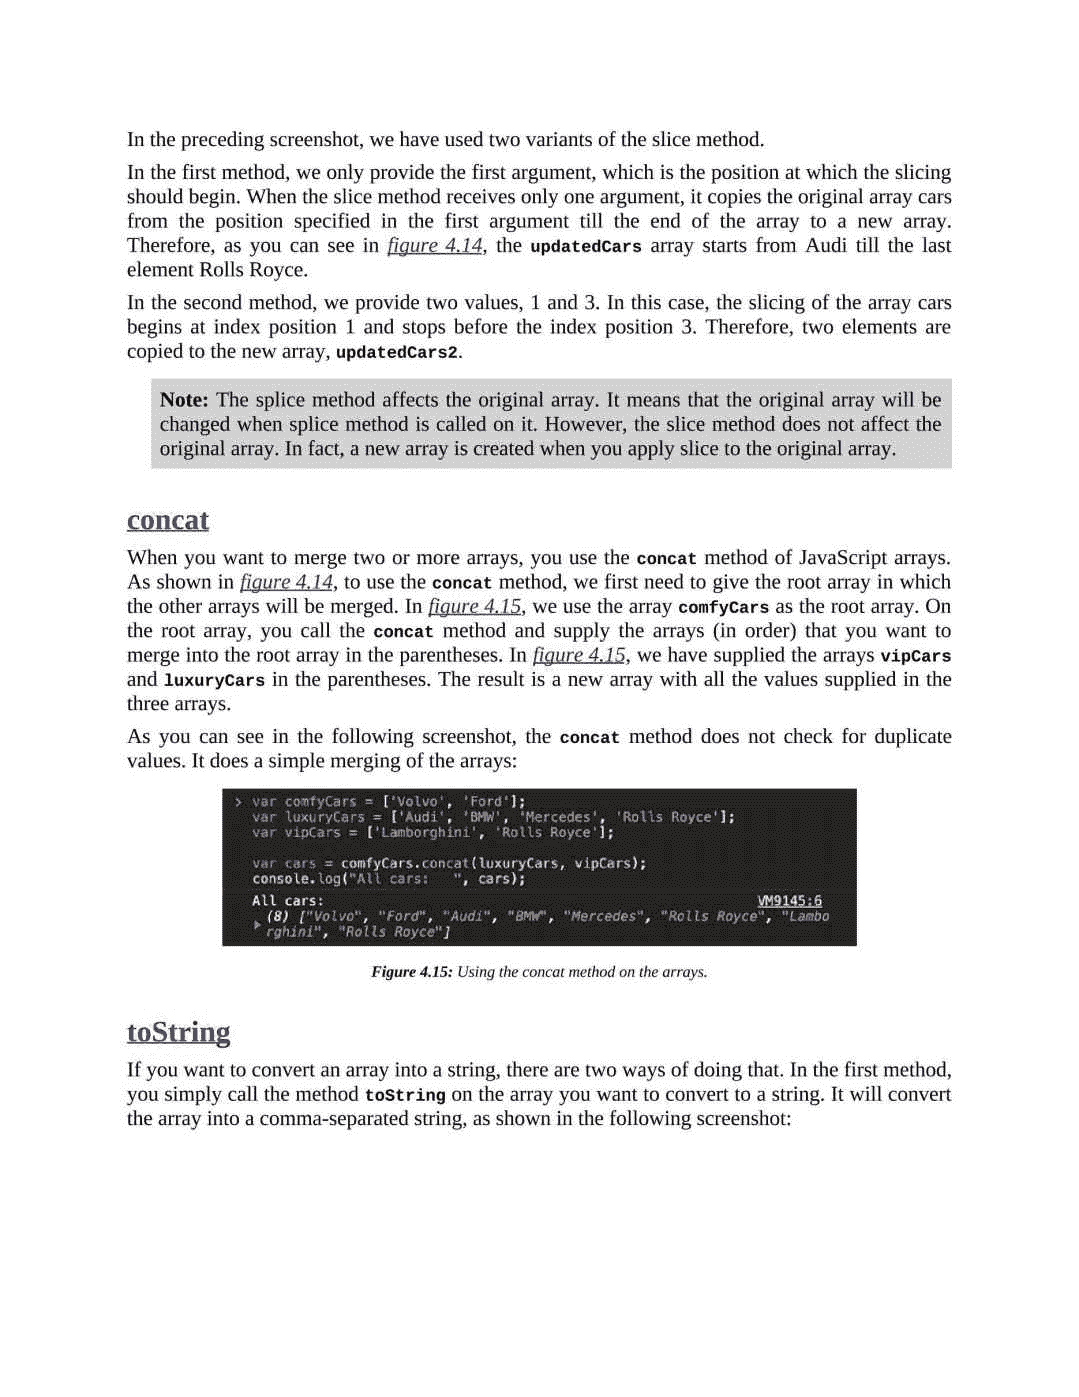 In the preceding screenshot, we have used two variants of the slice method.
In the first method, we only provide the first argument, which is the position at which the slicing
should begin. When the slice method receives only one argument, it copies the original array cars
from the position specified in the first argument till the end of the array to a new array.
Therefore, as you can see in figure 4.14, the updatedCars array starts from Audi till the last
element Rolls Royce.
In the second method, we provide two values, 1 and 3. In this case, the slicing of the array cars
begins at index position 1 and stops before the index position 3. Therefore, two elements are
copied to the new array, updatedCars2.
Note: The splice method affects the original array. It means that the original array will be
changed when splice method is called on it. However, the slice method does not affect the
original array. In fact, a new array is created when you apply slice to the original array.
concat
When you want to merge two or more arrays, you use the concat method of JavaScript arrays.
As shown in figure 4.14, to use the concat method, we first need to give the root array in which
the other arrays will be merged. In figure 4.15, we use the array comfyCars as the root array. On
the root array, you call the concat method and supply the arrays (in order) that you want to
merge into the root array in the parentheses. In figure 4.15, we have supplied the arrays vipCars
and luxuryCars in the parentheses. The result is a new array with all the values supplied in the
three arrays.
As you can see in the following screenshot, the concat method does not check for duplicate
values. It does a simple merging of the arrays:
> var comfyCars = ['Volvo', 'Ford'];
var luxuryCars = ['Audi', 'BMW', 'Mercedes', 'Rolls Royce'];
var vipCars = ['Lamborghini', 'Rolls Royce'];
var cars = comfyCars.concat(luxuryCars, vipCars);
console.log("All cars:   ", cars);
All cars: VM9145:6
(8) ["Volvo", "Ford", "Audi", "BMW", "Mercedes", "Rolls Royce", "Lambo
rghini", "Rolls Royce"]
Figure 4.15: Using the concat method on the arrays.
toString
If you want to convert an array into a string, there are two ways of doing that. In the first method,
you simply call the method toString on the array you want to convert to a string. It will convert
the array into a comma-separated string, as shown in the following screenshot: